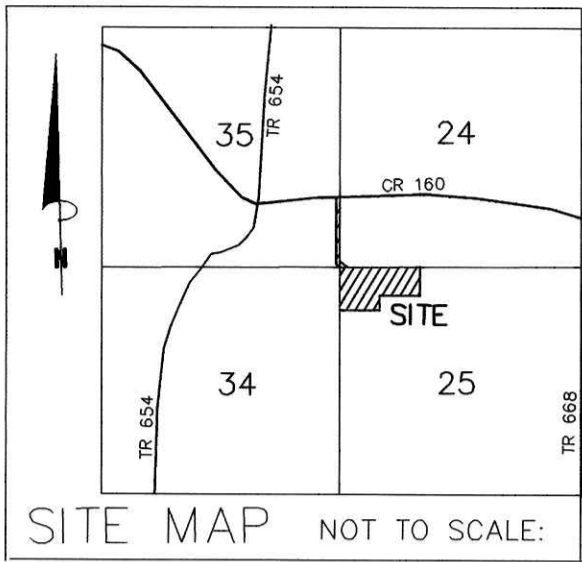 35
TR 654
24
CR 160
N
SITE
34
25
TR 654
TR 668
SITE MAP NOT TO SCALE: